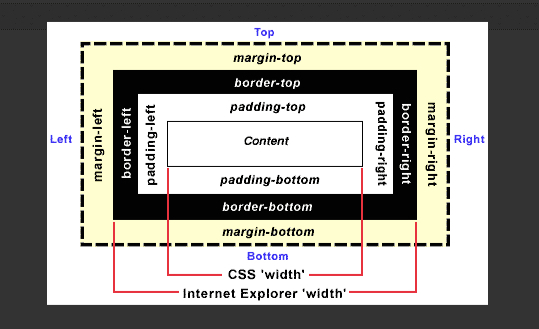 Top
margin-top
border-top
padding-top
Left
margin-left
border-left
padding-left
Content
padding-right
border-right
margin-right
Right
padding-bottom
border-bottom
margin-bottom
Bottom
CSS 'width'
Internet Explorer 'width'